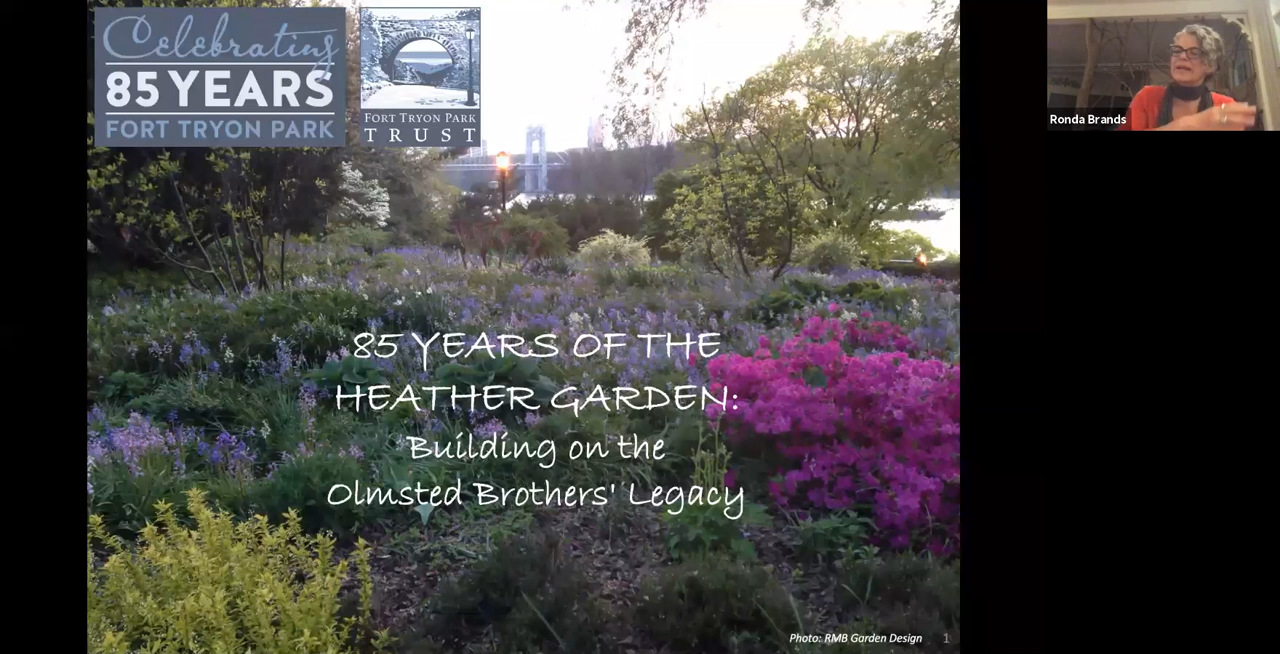 Celebrating
85 YEARS
FORT TRYON PARK
FORT TRYON PARK
TRUST
Ronda Brands
85 YEARS OF THE
HEATHER GARDEN:
Building on the
Olmsted Brothers' Legacy
Photo: RMB Garden Design
1